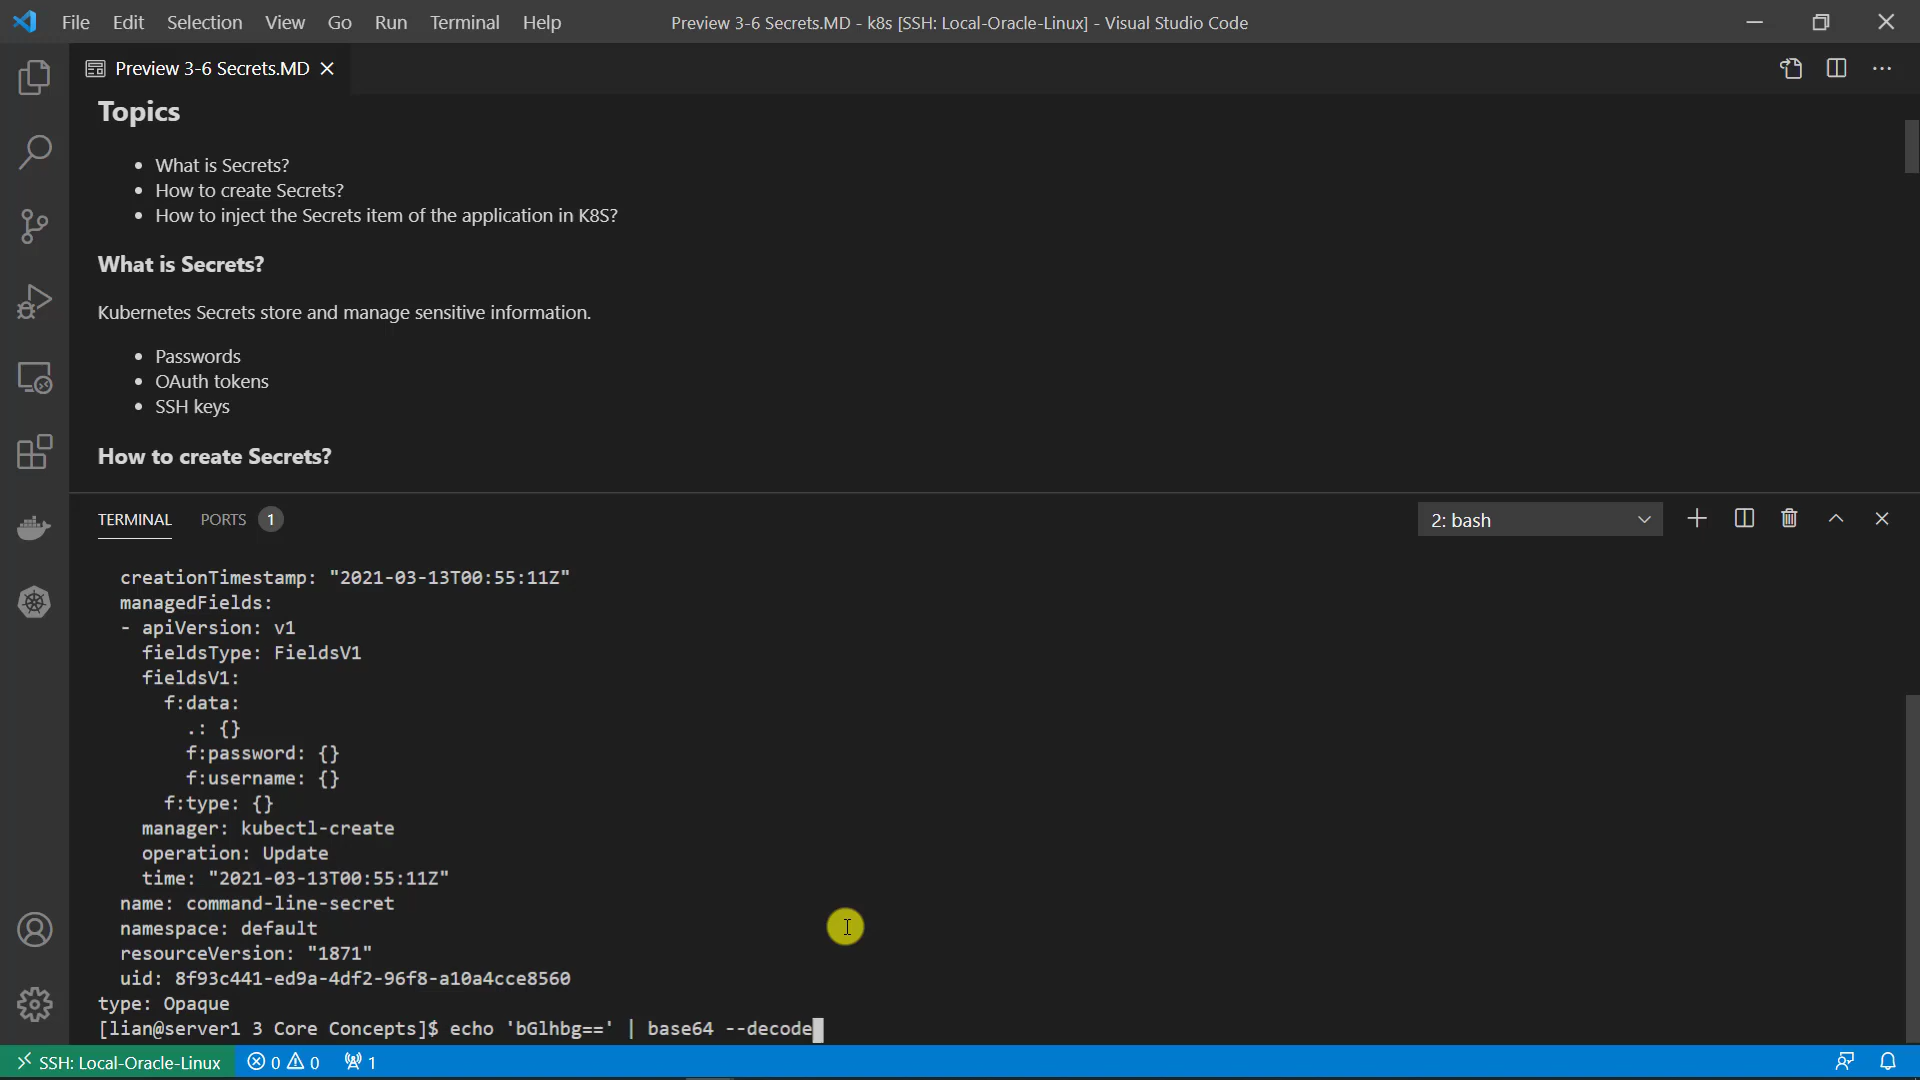 File Edit Selection View Go Run Terminal Help
Preview 3-6 Secrets.MD - k8s [SSH: Local-Oracle-Linux] - Visual Studio Code
Preview 3-6 Secrets.MD
Topics
• What is Secrets?
• How to create Secrets?
• How to inject the Secrets item of the application in K8S?
What is Secrets?
Kubernetes Secrets store and manage sensitive information.
• Passwords
• OAuth tokens
• SSH keys
How to create Secrets?
TERMINAL PORTS 1
2: bash
creationTimestamp: "2021-03-13T00:55:11Z"
managedFields:
- apiVersion: v1
fieldsType: FieldsV1
fieldsV1:
f:data:
.: {}
f:password: {}
f:username: {}
f:type: {}
manager: kubectl-create
operation: Update
time: "2021-03-13T00:55:11Z"
name: command-line-secret
namespace: default
resourceVersion: "1871"
uid: 8f93c441-ed9a-4df2-96f8-a10a4cce8560
type: Opaque
[lian@server1 3 Core Concepts]$ echo 'bGlhbg==' | base64 --decode
SSH: Local-Oracle-Linux 0 0 1